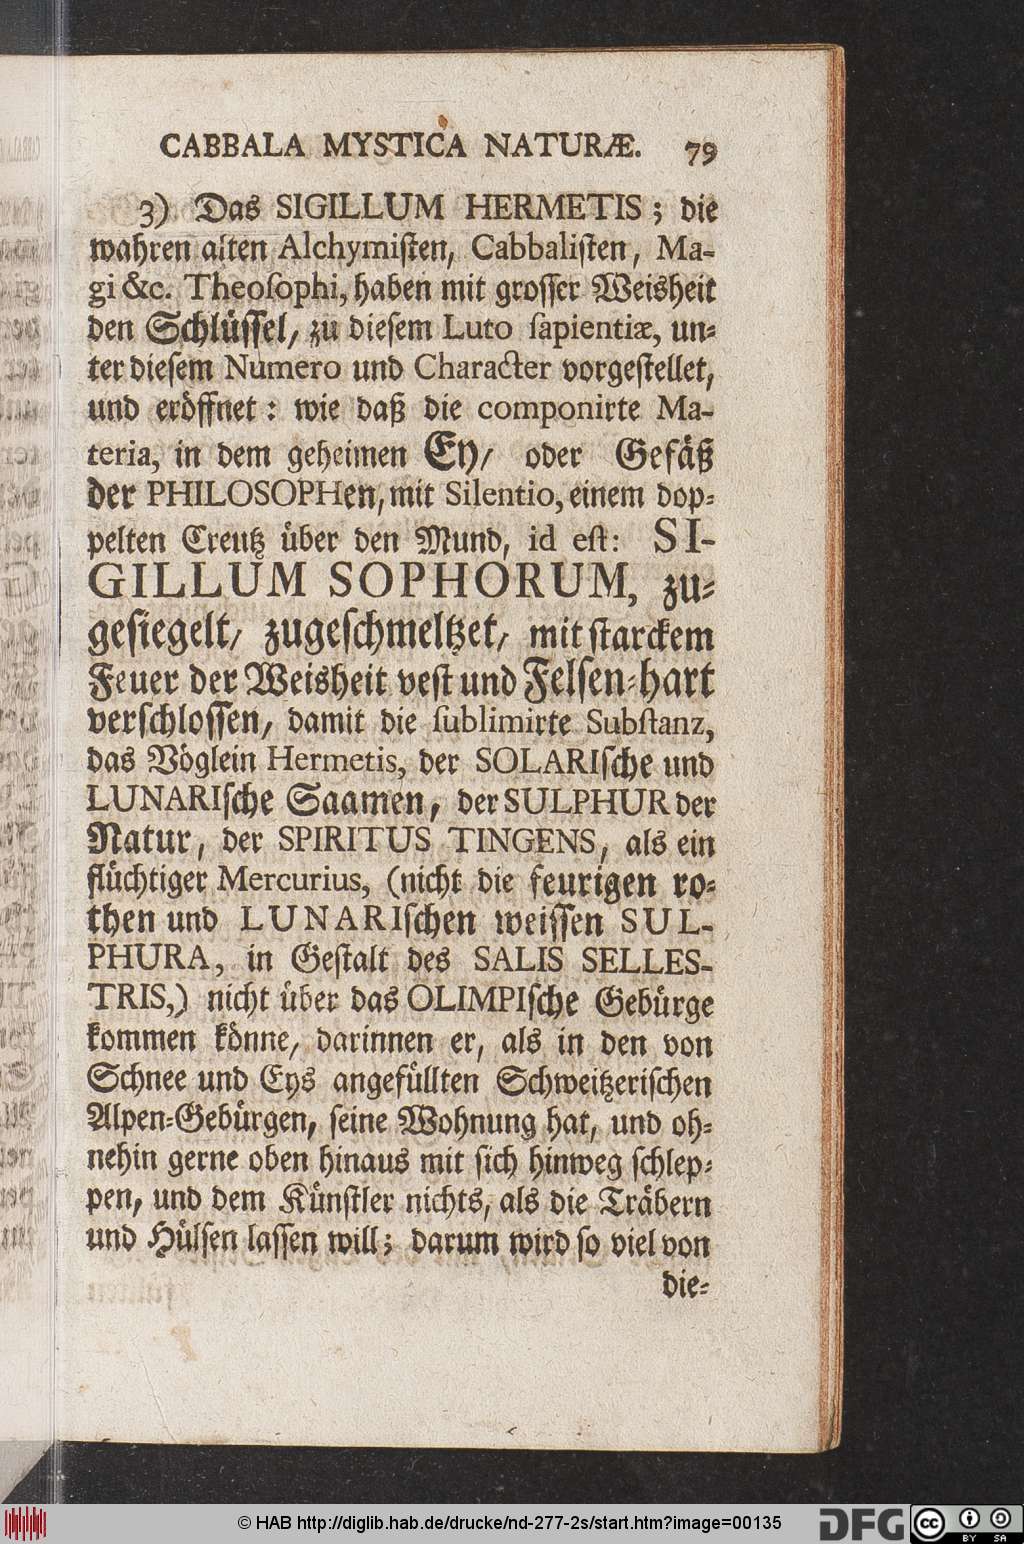 CABBALA MYSTICA NATURÆ. 79
3) Das SIGILLUM HERMETIS; die
wahren alten Alchymiſten, Cabbaliſten, Ma-
gi &c. Theoſophi, haben mit groſſer Weisheit
den Schlüſſel/ zu dieſem Luto ſapientiæ, un⸗
ter dieſem Numero und Character vorgeſtellet,
und eröffnet: wie daß die componirte Ma-
teria, in dem geheimen Ey/ oder Gefäß
der PHILOSOPHen, mit Silentio, einem dop⸗
pelten Creutz über den Mund, id eſt: SI-
GILLUM SOPHORUM, zu⸗
geſiegelt/ zugeſchmeltzet/ mit ſtarckem
Feuer der Weisheit veſt und Felſen⸗hart
verſchloſſen/ damit die ſublimirte Subſtanz,
das Vöglein Hermetis, der SOLARIſche und
LUNARIſche Saamen, der SULPHUR der
Natur, der SPIRITUS TINGENS, als ein
flüchtiger Mercurius, (nicht die feurigen ro⸗
then und LUNARIſchen weiſſen SUL-
PHURA, in Geſtalt des SALIS SELLES-
TRIS,) nicht über das OLIMPIſche Gebürge
kommen könne/ darinnen er, als in den von
Schnee und Eys angefüllten Schweitzeriſchen
Alpen⸗Gebürgen, ſeine Wohnung hat, und oh⸗
nehin gerne oben hinaus mit ſich hinweg ſchlep⸗
pen, und dem Künſtler nichts, als die Träbern
und Hülſen laſſen will; darum wird ſo viel von
die⸗
© HAB http://diglib.hab.de/drucke/nd-277-2s/start.htm?image=00135
DFG
cc
BY SA